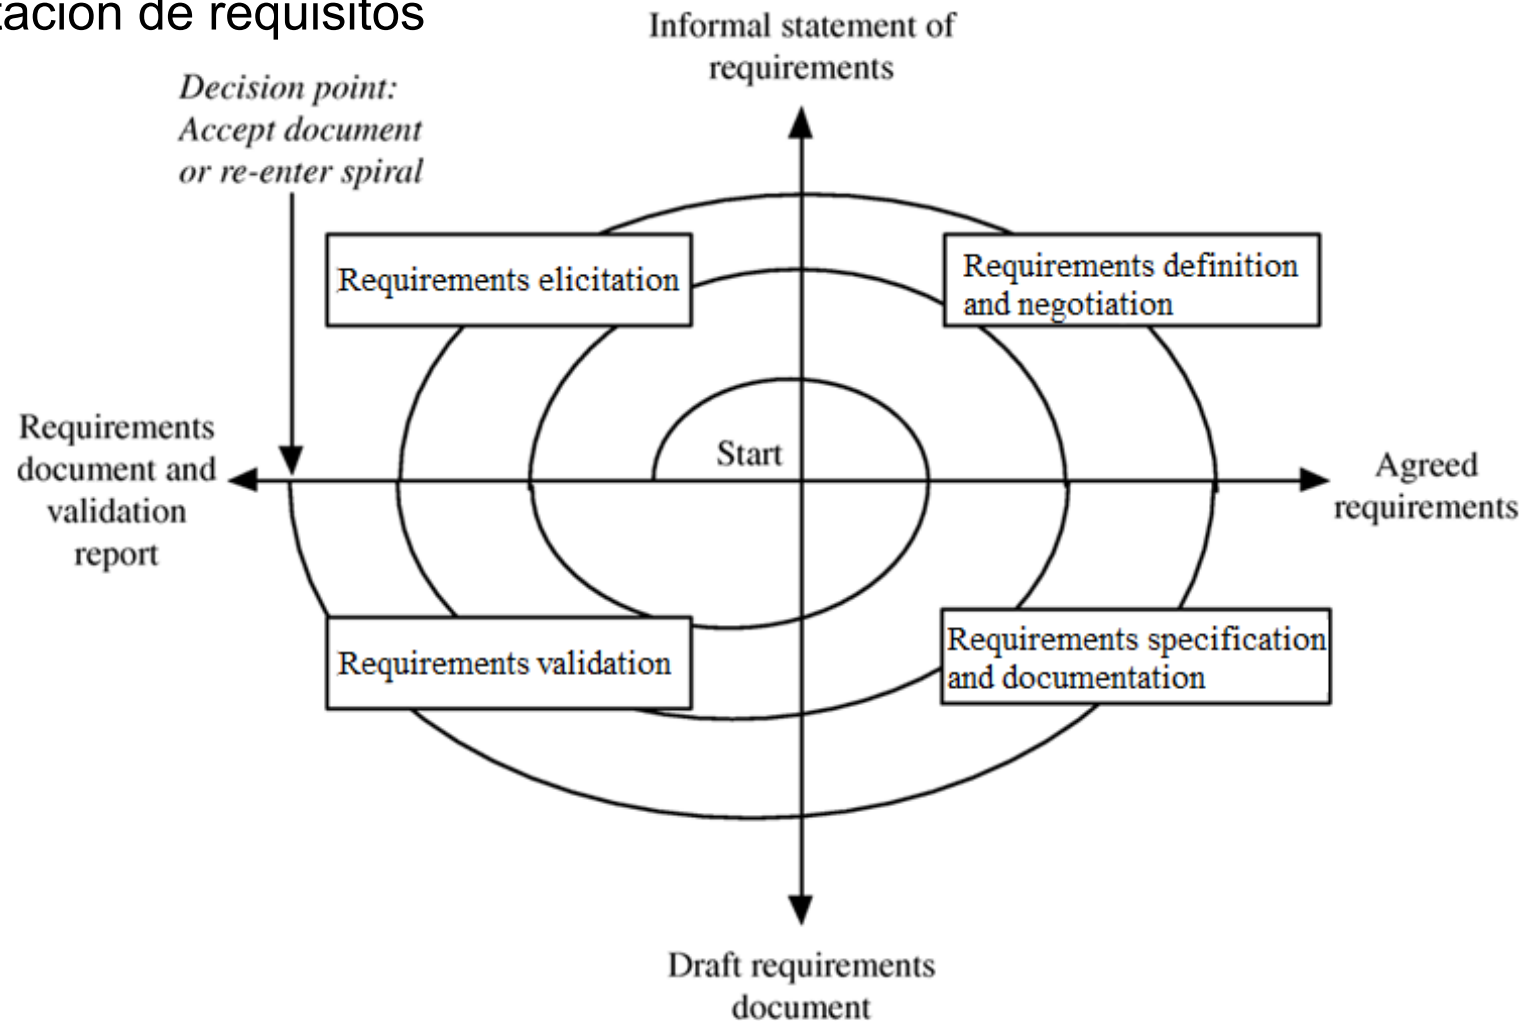 tación de requisitos
Informal statement of
requirements
Decision point:
Accept document
or re-enter spiral
Requirements elicitation
Requirements definition
and negotiation
Start
Requirements
document and
validation
report
Agreed
requirements
Requirements validation
Requirements specification
and documentation
Draft requirements
document